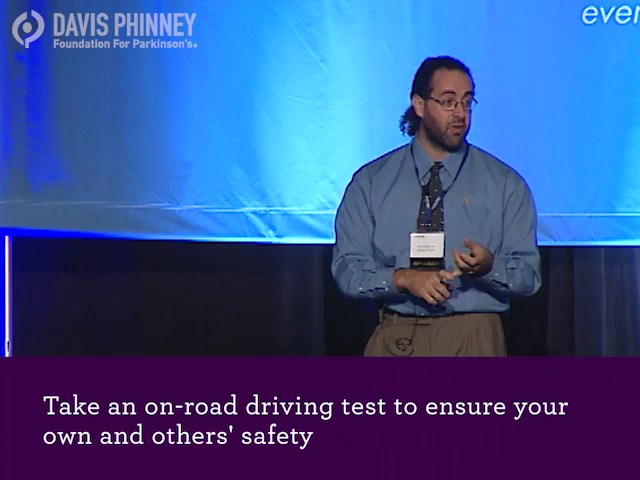 DAVIS PHINNEY
Foundation For Parkinson's.
ever
Take an on-road driving test to ensure your
own and others' safety